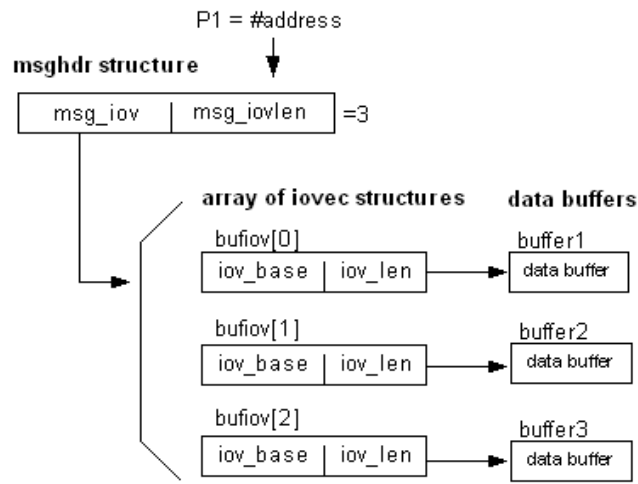 P1 = #address
msghdr structure
msg_iov msg_iovlen =3
array of iovec structures data buffers
bufiov[0] buffer1
iov_base iov_len data buffer
bufiov[1] buffer2
iov_base iov_len data buffer
bufiov[2] buffer3
iov_base iov_len data buffer